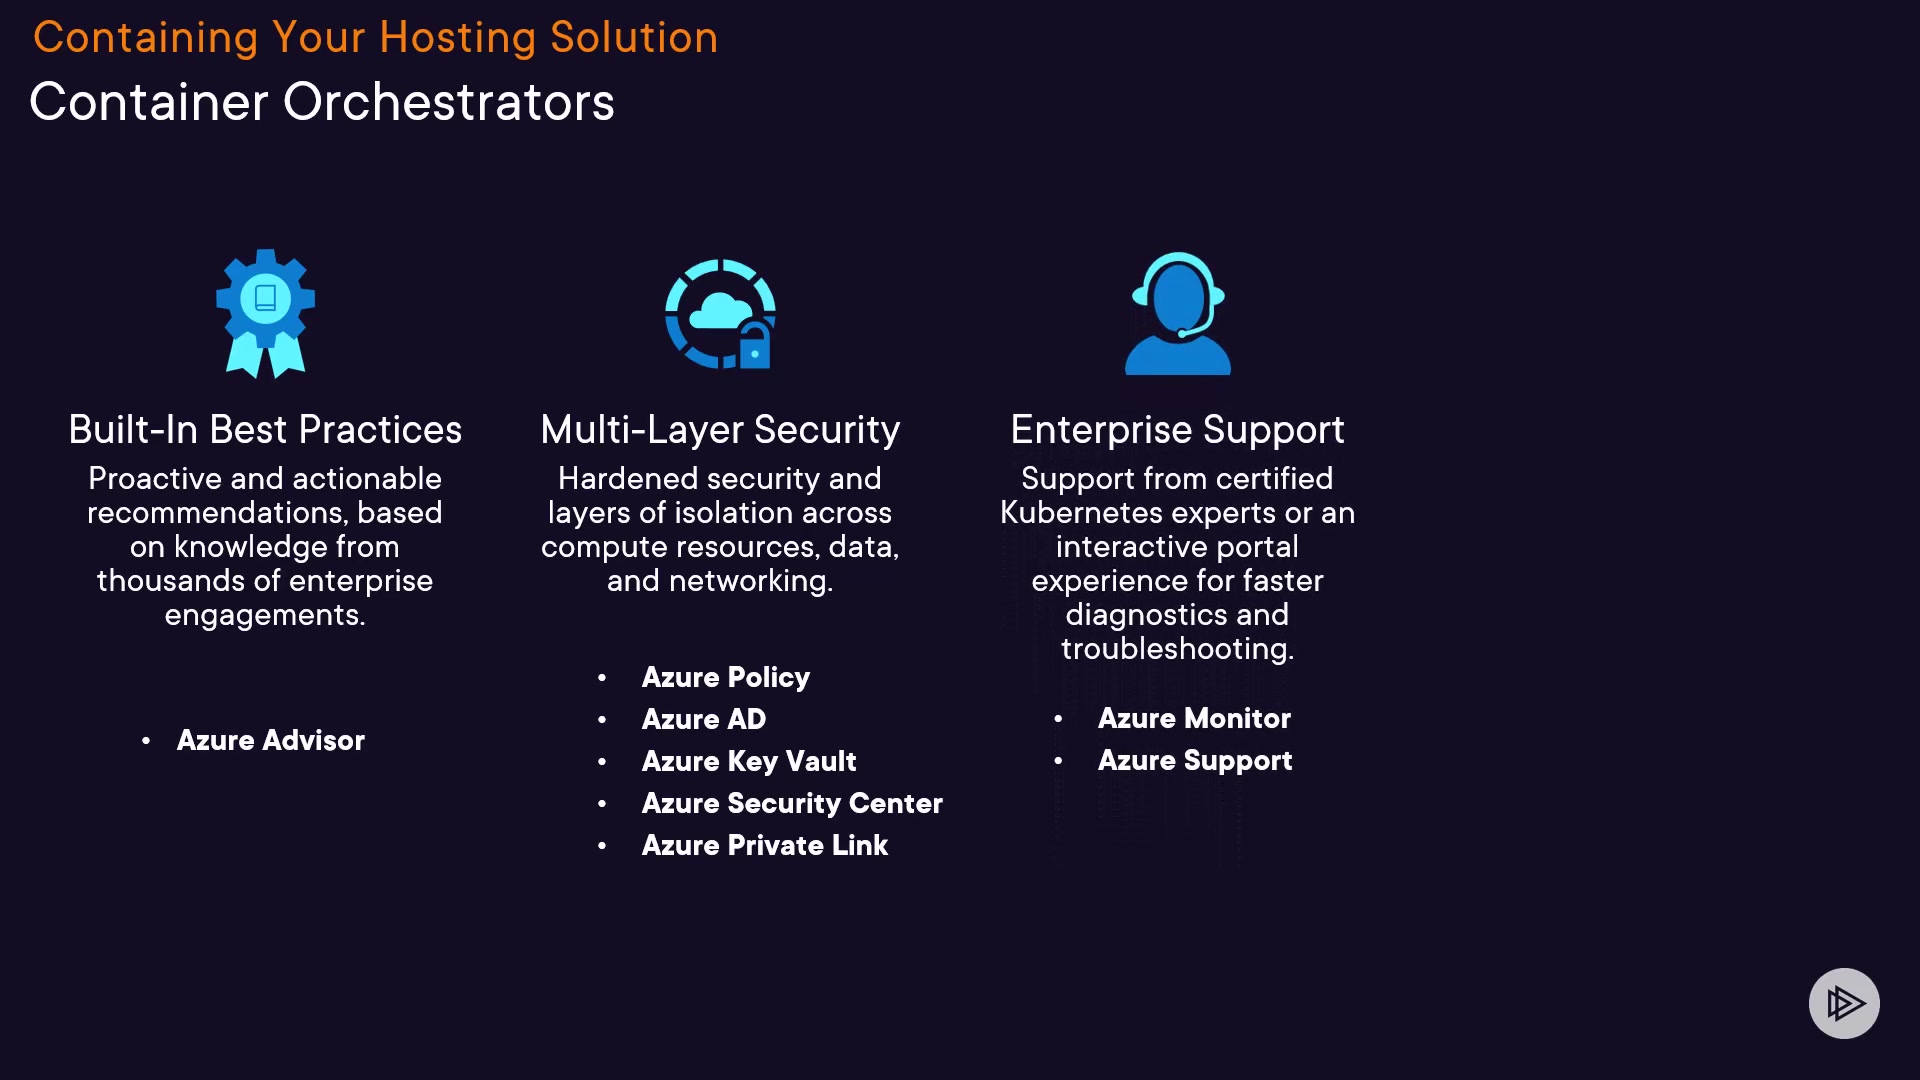 Containing Your Hosting Solution
Container Orchestrators
Built-In Best Practices
Proactive and actionable
recommendations, based
on knowledge from
thousands of enterprise
engagements.
• Azure Advisor
Multi-Layer Security
Hardened security and
layers of isolation across
compute resources, data,
and networking.
• Azure Policy
• Azure AD
• Azure Key Vault
• Azure Security Center
• Azure Private Link
Enterprise Support
Support from certified
Kubernetes experts or an
interactive portal
experience for faster
diagnostics and
troubleshooting.
• Azure Monitor
• Azure Support